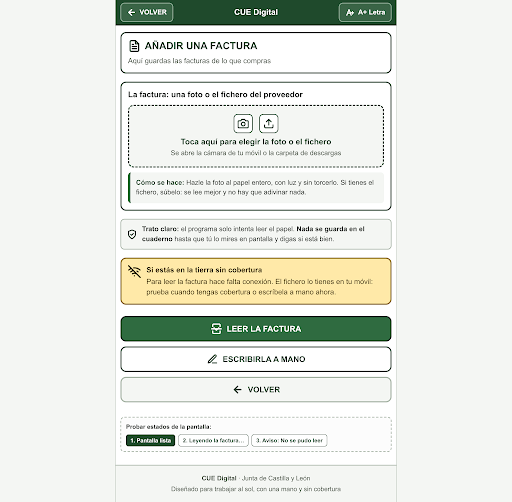 VOLVER
CUE Digital
A+ Letra
AÑADIR UNA FACTURA
Aquí guardas las facturas de lo que compras
La factura: una foto o el fichero del proveedor
Toca aquí para elegir la foto o el fichero
Se abre la cámara de tu móvil o la carpeta de descargas
Cómo se hace: Hazle la foto al papel entero, con luz y sin torcerlo. Si tienes el
fichero, súbelo: se lee mejor y no hay que adivinar nada.
Trato claro: el programa solo intenta leer el papel. Nada se guarda en el
cuaderno hasta que tú lo mires en pantalla y digas si está bien.
Si estás en la tierra sin cobertura
Para leer la factura hace falta conexión. El fichero lo tienes en tu móvil:
prueba cuando tengas cobertura o escríbela a mano ahora.
LEER LA FACTURA
ESCRIBIRLA A MANO
VOLVER
Probar estados de la pantalla:
1. Pantalla lista
2. Leyendo la factura...
3. Aviso: No se pudo leer
CUE Digital · Junta de Castilla y León
Diseñado para trabajar al sol, con una mano y sin cobertura